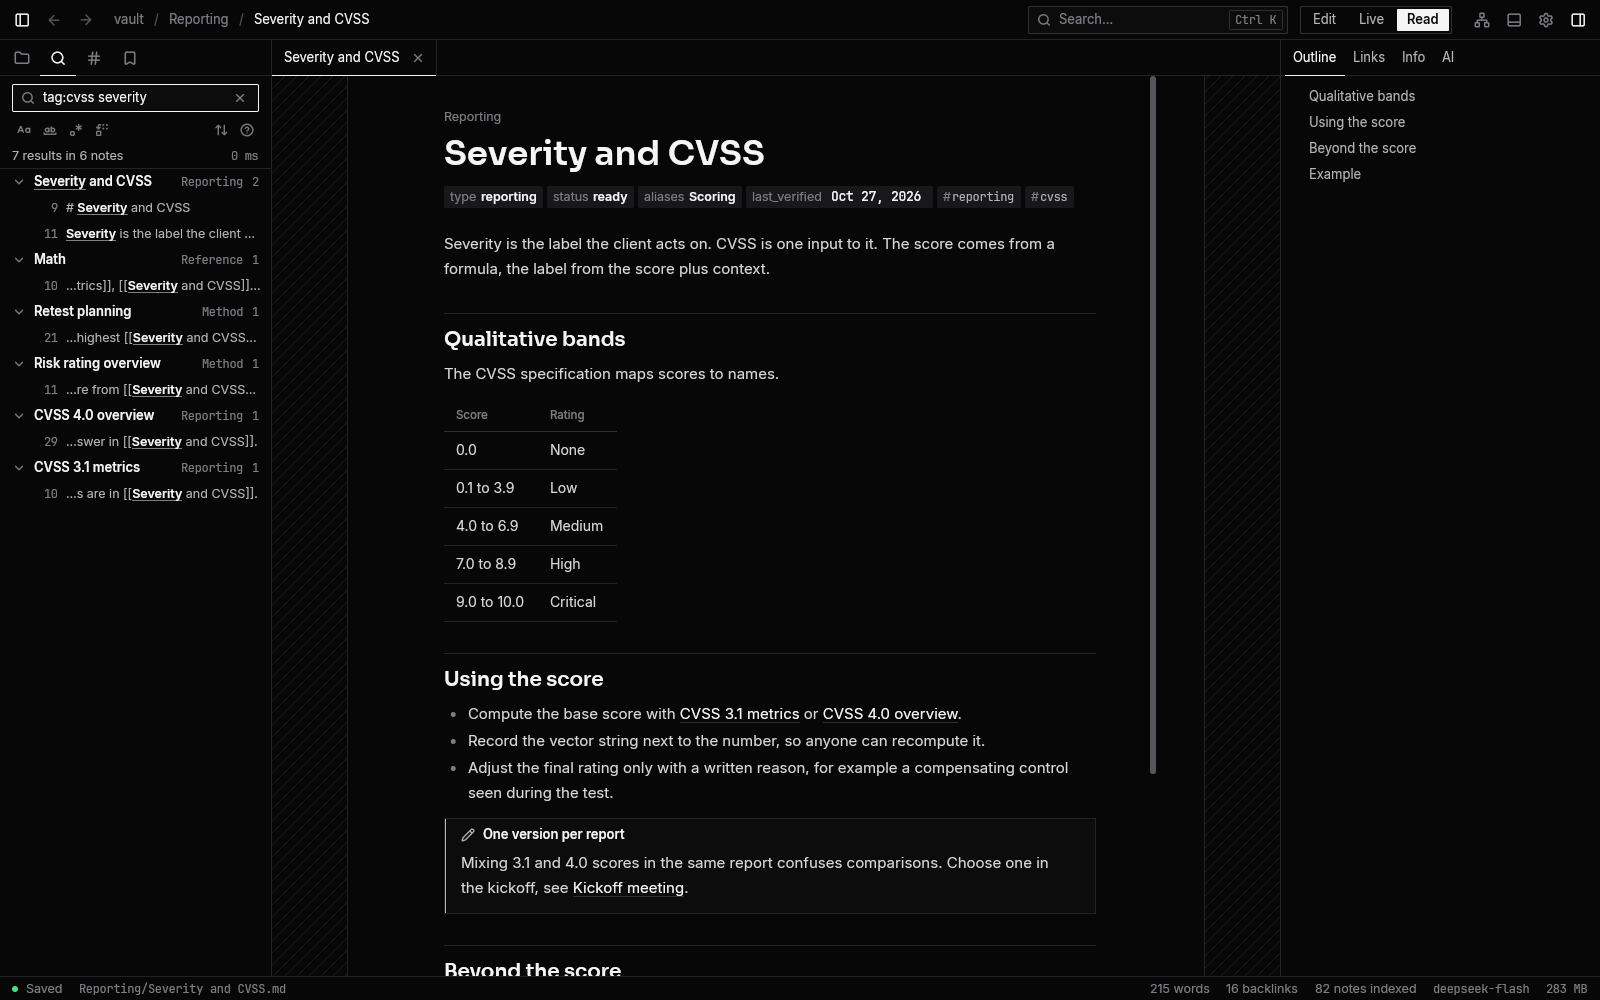 vault / Reporting / Severity and CVSS
Search... Ctrl K
Edit Live Read
Severity and CVSS
Outline Links Info AI
tag:cvss severity
Aa ab
7 results in 6 notes 0 ms
Severity and CVSS Reporting 2
9 # Severity and CVSS
11 Severity is the label the client ...
Math Reference 1
10 ...trics]], [[Severity and CVSS]]...
Retest planning Method 1
21 ...highest [[Severity and CVSS...
Risk rating overview Method 1
11 ...re from [[Severity and CVSS...
CVSS 4.0 overview Reporting 1
29 ...swer in [[Severity and CVSS]].
CVSS 3.1 metrics Reporting 1
10 ...s are in [[Severity and CVSS]].
Reporting
Severity and CVSS
type reporting status ready aliases Scoring last_verified Oct 27, 2026 #reporting #cvss
Severity is the label the client acts on. CVSS is one input to it. The score comes from a
formula, the label from the score plus context.
Qualitative bands
The CVSS specification maps scores to names.
Score Rating
0.0 None
0.1 to 3.9 Low
4.0 to 6.9 Medium
7.0 to 8.9 High
9.0 to 10.0 Critical
Using the score
• Compute the base score with CVSS 3.1 metrics or CVSS 4.0 overview.
• Record the vector string next to the number, so anyone can recompute it.
• Adjust the final rating only with a written reason, for example a compensating control
seen during the test.
One version per report
Mixing 3.1 and 4.0 scores in the same report confuses comparisons. Choose one in
the kickoff, see Kickoff meeting.
Beyond the score
Qualitative bands
Using the score
Beyond the score
Example
Saved Reporting/Severity and CVSS.md
215 words 16 backlinks 82 notes indexed deepseek-flash 283 MB